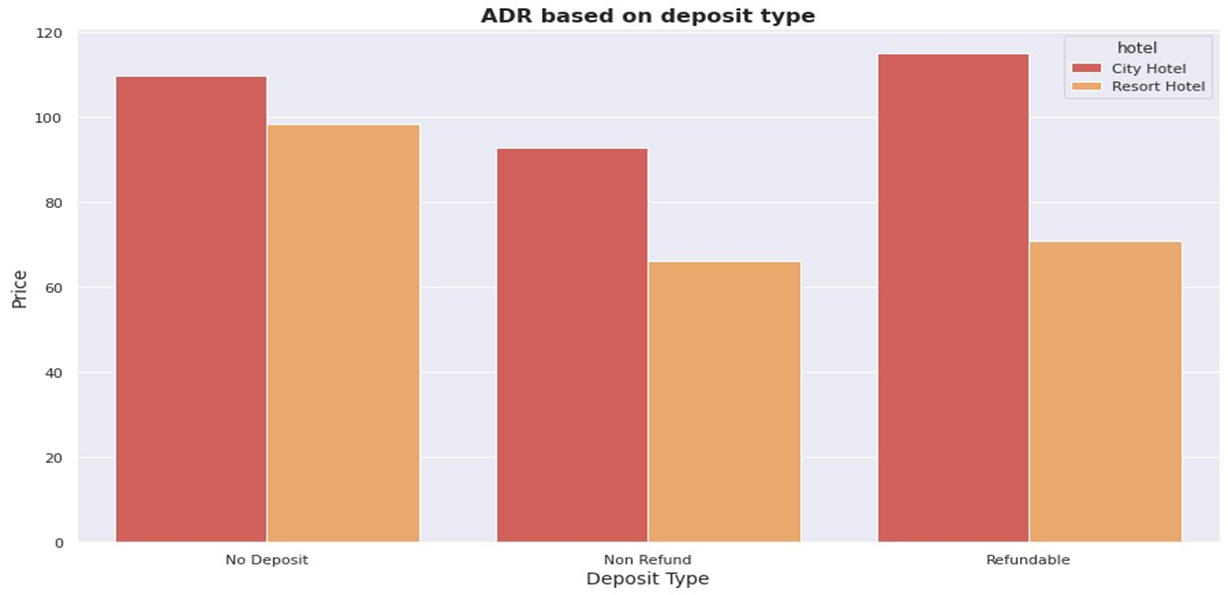 ADR based on deposit type
hotel
City Hotel
Resort Hotel
Price
120
100
80
60
40
20
0
No Deposit
Non Refund
Refundable
Deposit Type